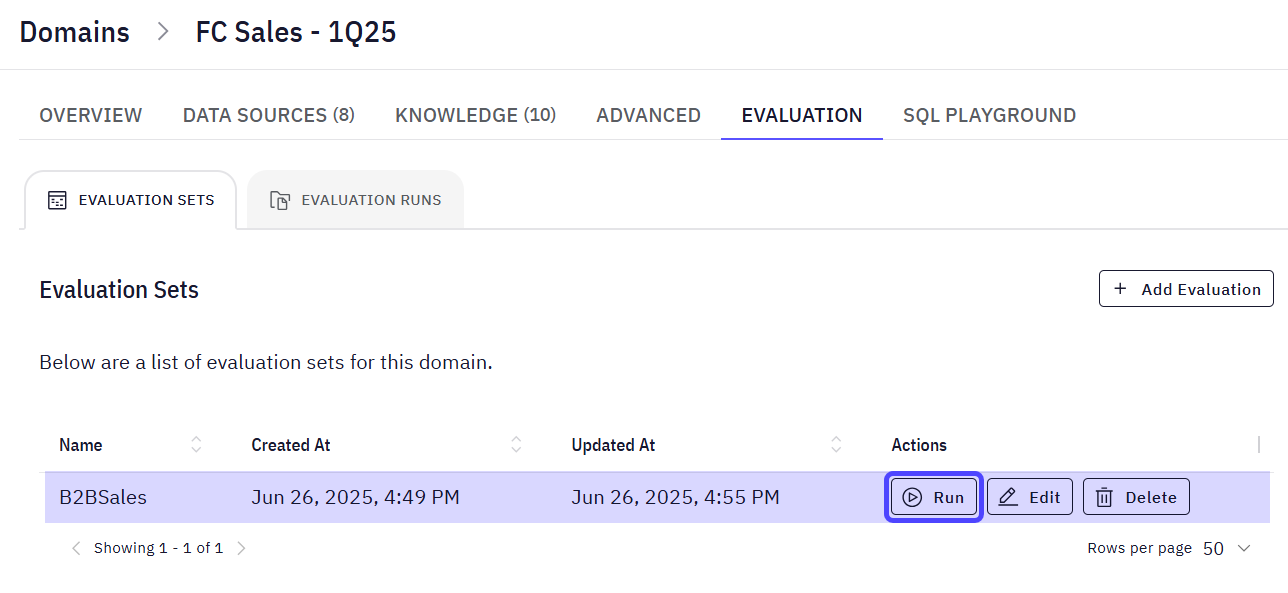 Domains > FC Sales - 1Q25
OVERVIEW DATA SOURCES (8) KNOWLEDGE (10) ADVANCED EVALUATION SQL PLAYGROUND
EVALUATION SETS EVALUATION RUNS
Evaluation Sets
+ Add Evaluation
Below are a list of evaluation sets for this domain.
Name Created At Updated At Actions
B2BSales Jun 26, 2025, 4:49 PM Jun 26, 2025, 4:55 PM Run Edit Delete
Showing 1 - 1 of 1 Rows per page 50